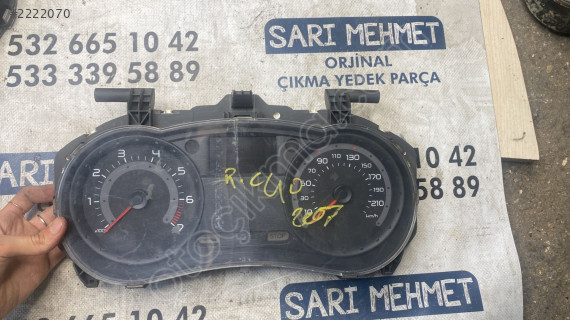 2222070
532 665 10 42
533 339 58 89
SARI MEHMET
ORJİNAL
ÇIKMA YEDEK PARÇA
10 42
58 89
1 2 3 4 5 6 7
R. CLIO
2007
10 30 50 70 90 110 130 150 170 190 210
km/h
STOP
SARI MEHMET